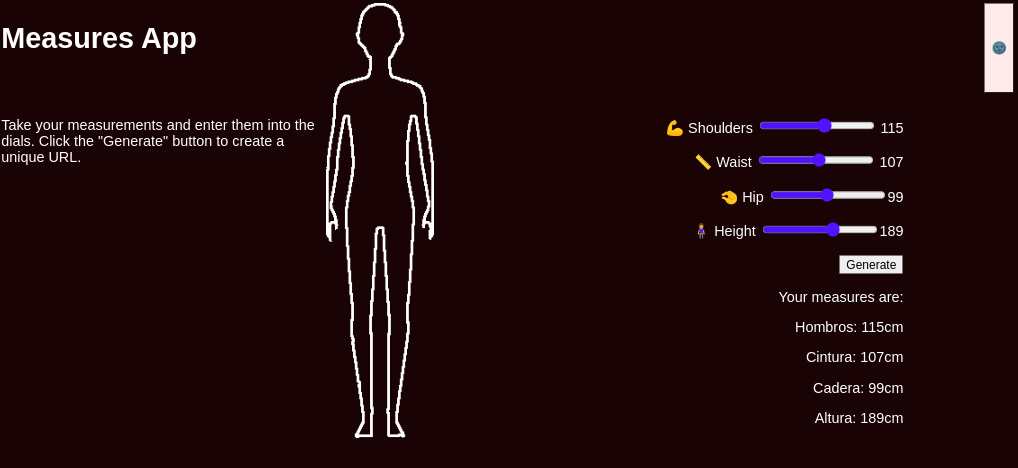 Measures App
Take your measurements and enter them into the
dials. Click the "Generate" button to create a
unique URL.
💪 Shoulders 115
📏 Waist 107
🤏 Hip 99
🧍‍♀️ Height 189
Generate
Your measures are:
Hombros: 115cm
Cintura: 107cm
Cadera: 99cm
Altura: 189cm